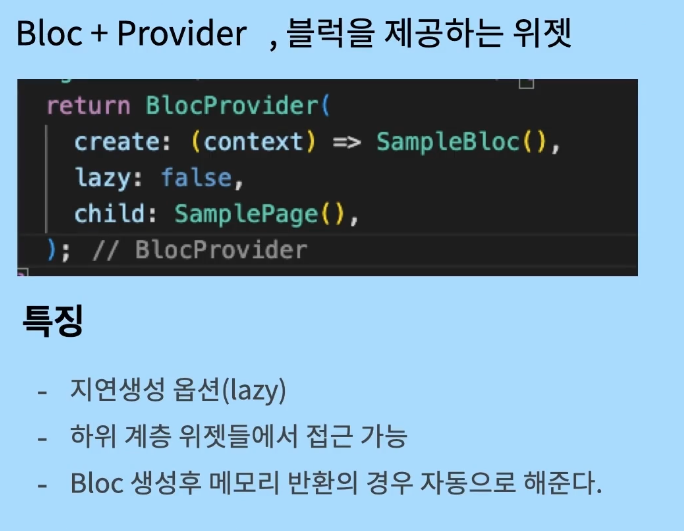 Bloc + Provider , 블럭을 제공하는 위젯
return BlocProvider(
create: (context) => SampleBloc(),
lazy: false,
child: SamplePage(),
); // BlocProvider
특징
- 지연생성 옵션(lazy)
- 하위 계층 위젯들에서 접근 가능
- Bloc 생성후 메모리 반환의 경우 자동으로 해준다.